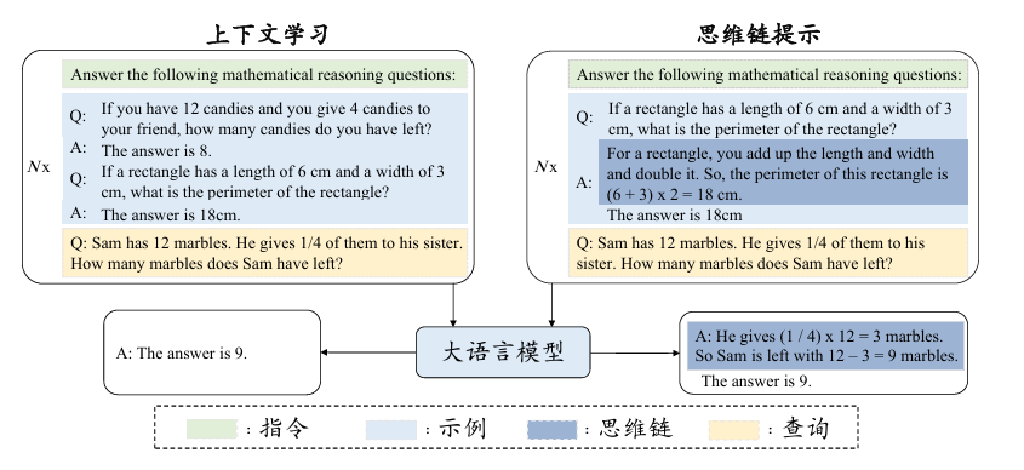 上下文学习
Answer the following mathematical reasoning questions:
Nx
Q: If you have 12 candies and you give 4 candies to
your friend, how many candies do you have left?
A: The answer is 8.
Q: If a rectangle has a length of 6 cm and a width of 3
cm, what is the perimeter of the rectangle?
A: The answer is 18cm.
Q: Sam has 12 marbles. He gives 1/4 of them to his sister.
How many marbles does Sam have left?
思维链提示
Answer the following mathematical reasoning questions:
Nx
Q: If a rectangle has a length of 6 cm and a width of 3
cm, what is the perimeter of the rectangle?
A: For a rectangle, you add up the length and width
and double it. So, the perimeter of this rectangle is
(6 + 3) x 2 = 18 cm.
The answer is 18cm
Q: Sam has 12 marbles. He gives 1/4 of them to his
sister. How many marbles does Sam have left?
A: The answer is 9.
大语言模型
A: He gives (1 / 4) x 12 = 3 marbles.
So Sam is left with 12 – 3 = 9 marbles.
The answer is 9.
: 指令
: 示例
: 思维链
: 查询